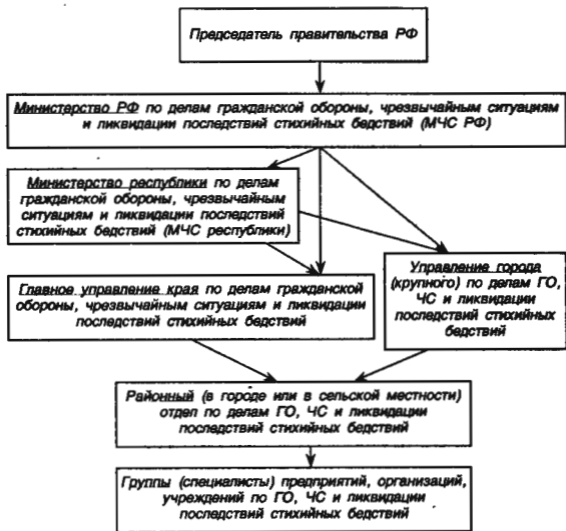 Председатель правительства РФ
Министерство РФ по делам гражданской обороны, чрезвычайным ситуациям
и ликвидации последствий стихийных бедствий (МЧС РФ)
Министерство республики по делам
гражданской обороны, чрезвычайным
ситуациям и ликвидации последствий
стихийных бедствий (МЧС республики)
Управление города
(крупного) по делам ГО,
ЧС и ликвидации
последствий стихийных
бедствий
Главное управление края по делам гражданской
обороны, чрезвычайным ситуациям и ликвидации
последствий стихийных бедствий
Районный (в городе или в сельской местности)
отдел по делам ГО, ЧС и ликвидации
последствий стихийных бедствий
Группы (специалисты) предприятий, организаций,
учреждений по ГО, ЧС и ликвидации
последствий стихийных бедствий